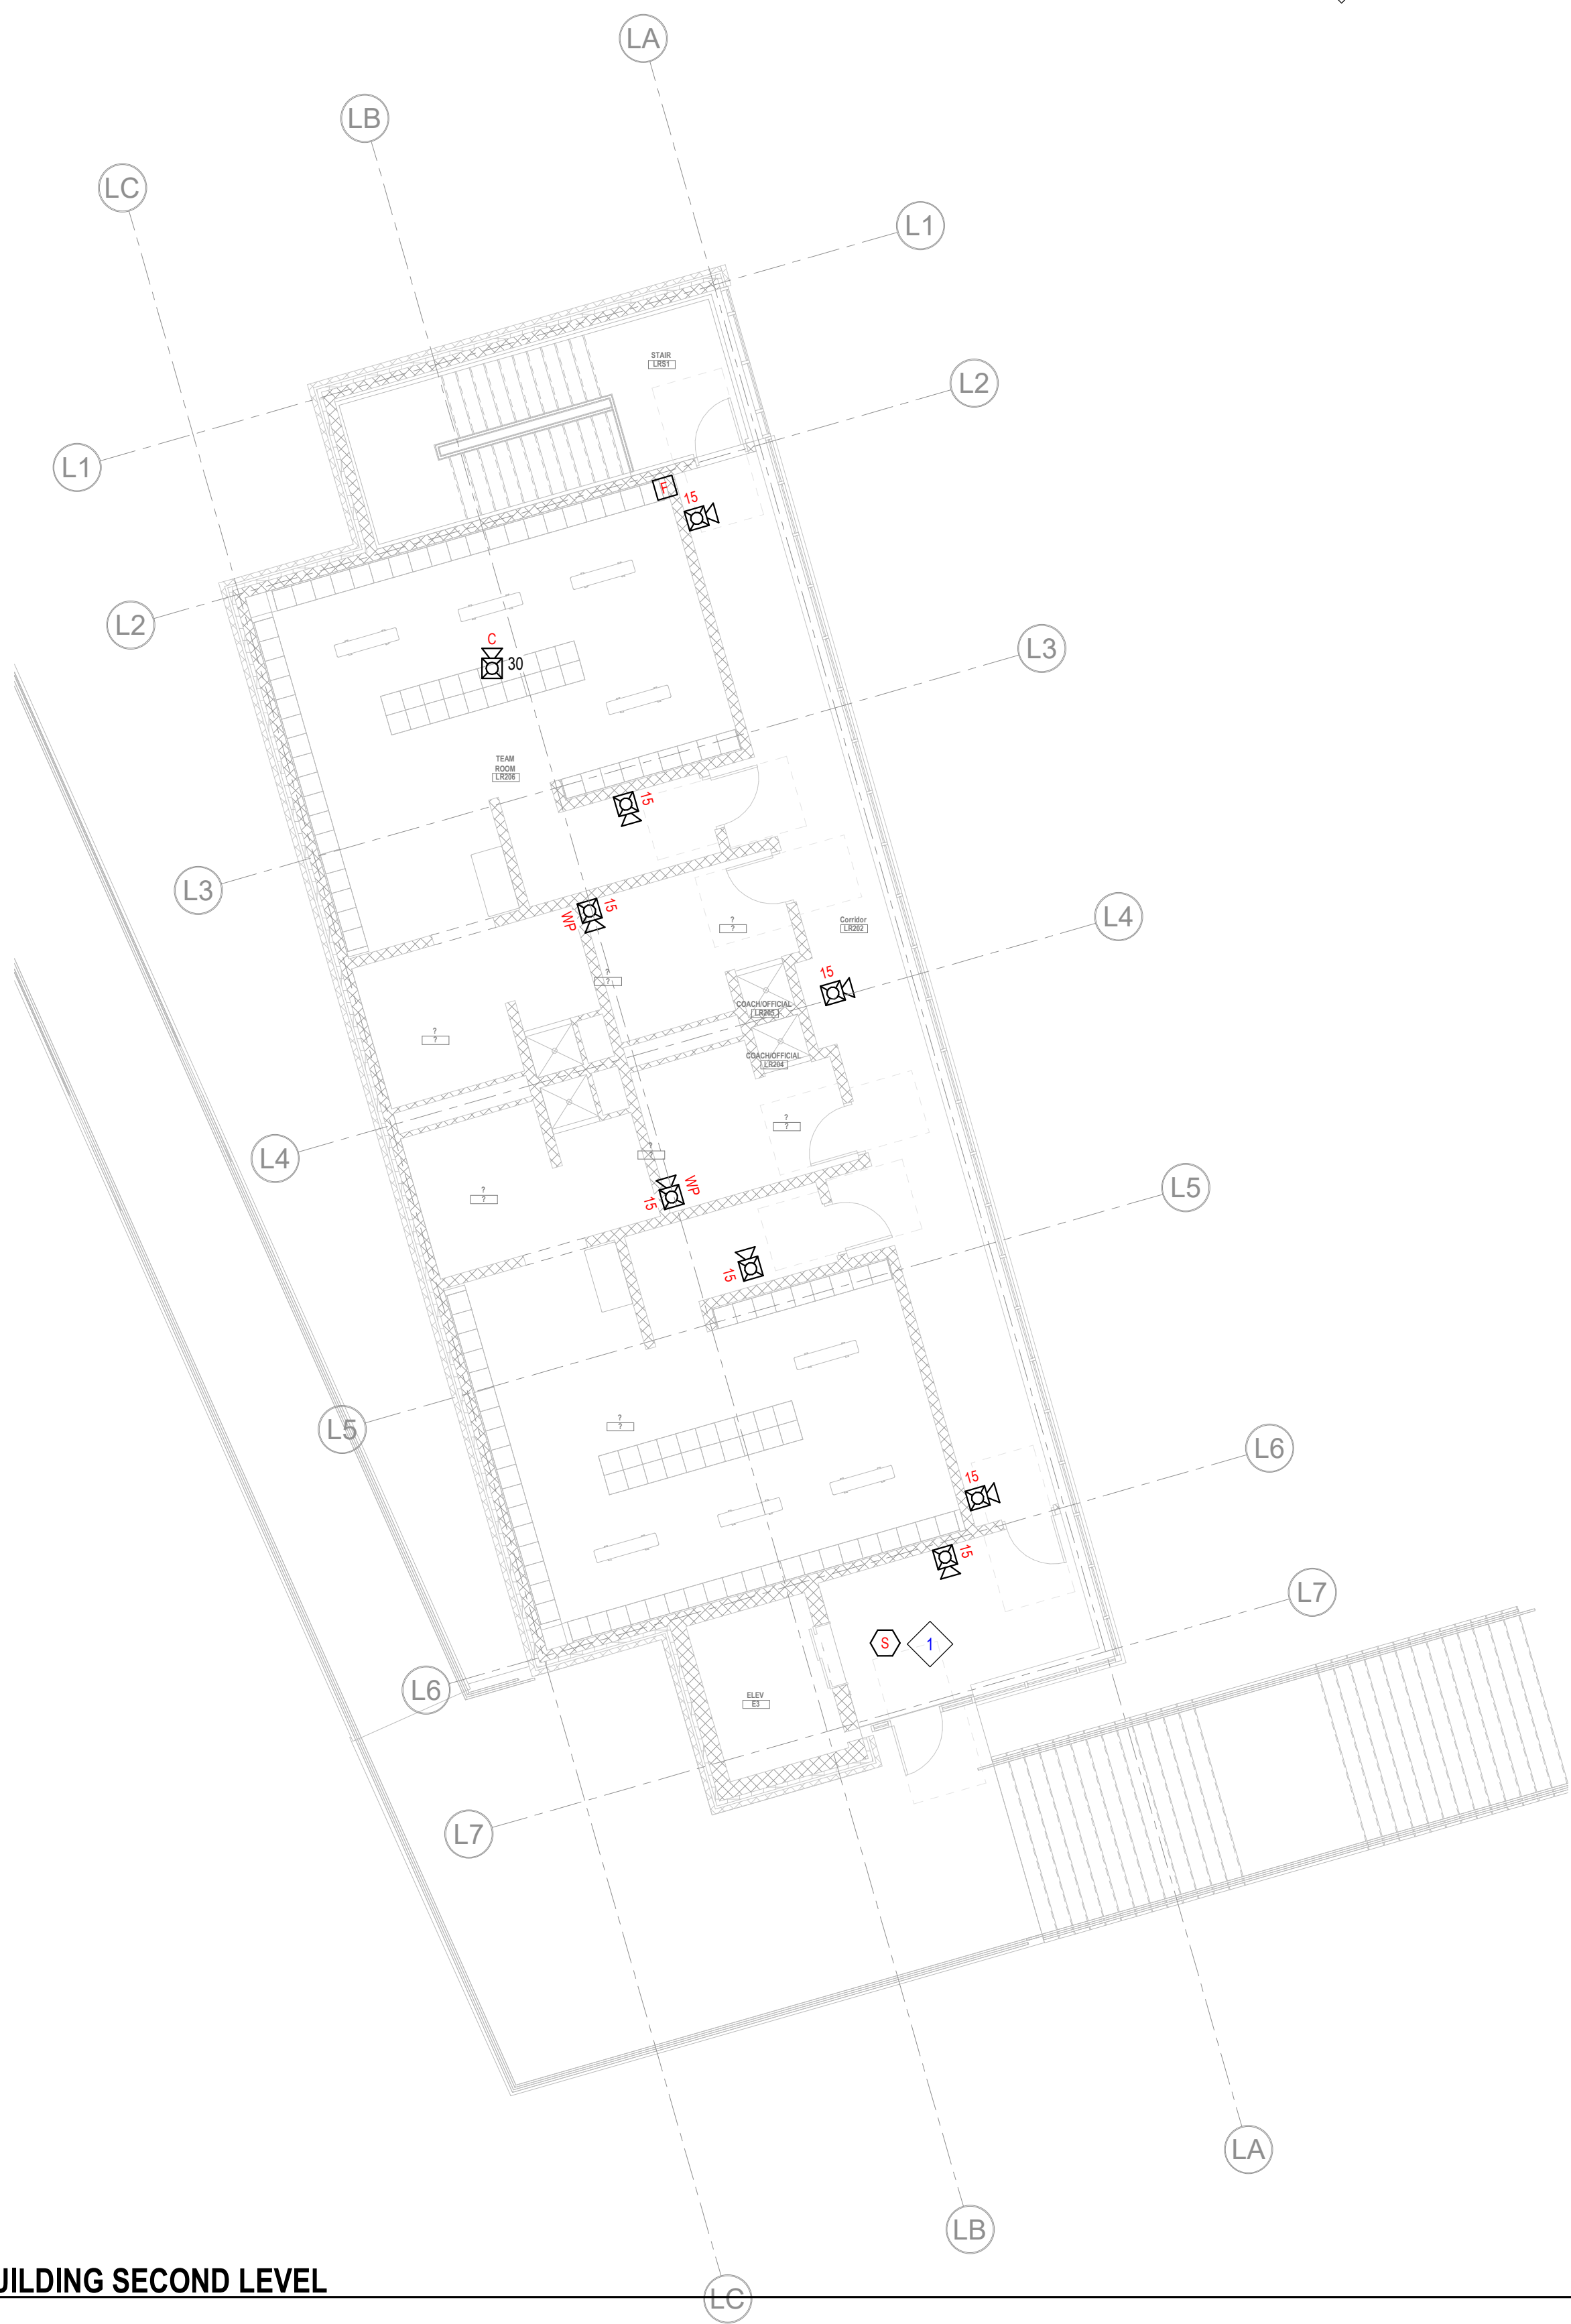 LA
LB
LC
L1
L1
STAIR
LRS1
L2
F
15
L2
C
30
L3
TEAM
ROOM
LR206
15
L3
15
WP
?
?
Corridor
LR202
L4
15
?
?
COACH/OFFICIAL
LR205
?
?
COACH/OFFICIAL
LR204
?
?
L4
?
?
?
?
WP
15
L5
15
?
?
L5
L6
15
15
L7
S
1
L6
ELEV
E3
L7
LA
LB
UILDING SECOND LEVEL
LC